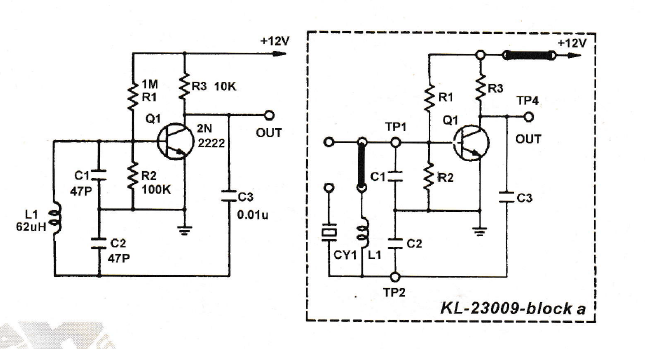 +12V
1M
R1
R3 10K
Q1
2N
2222
OUT
C1
47P
R2
100K
L1
62uH
C2
47P
C3
0.01u
+12V
R1
R3
Q1
TP1
TP4
OUT
C1
R2
C3
CY1
L1
C2
TP2
KL-23009-block a